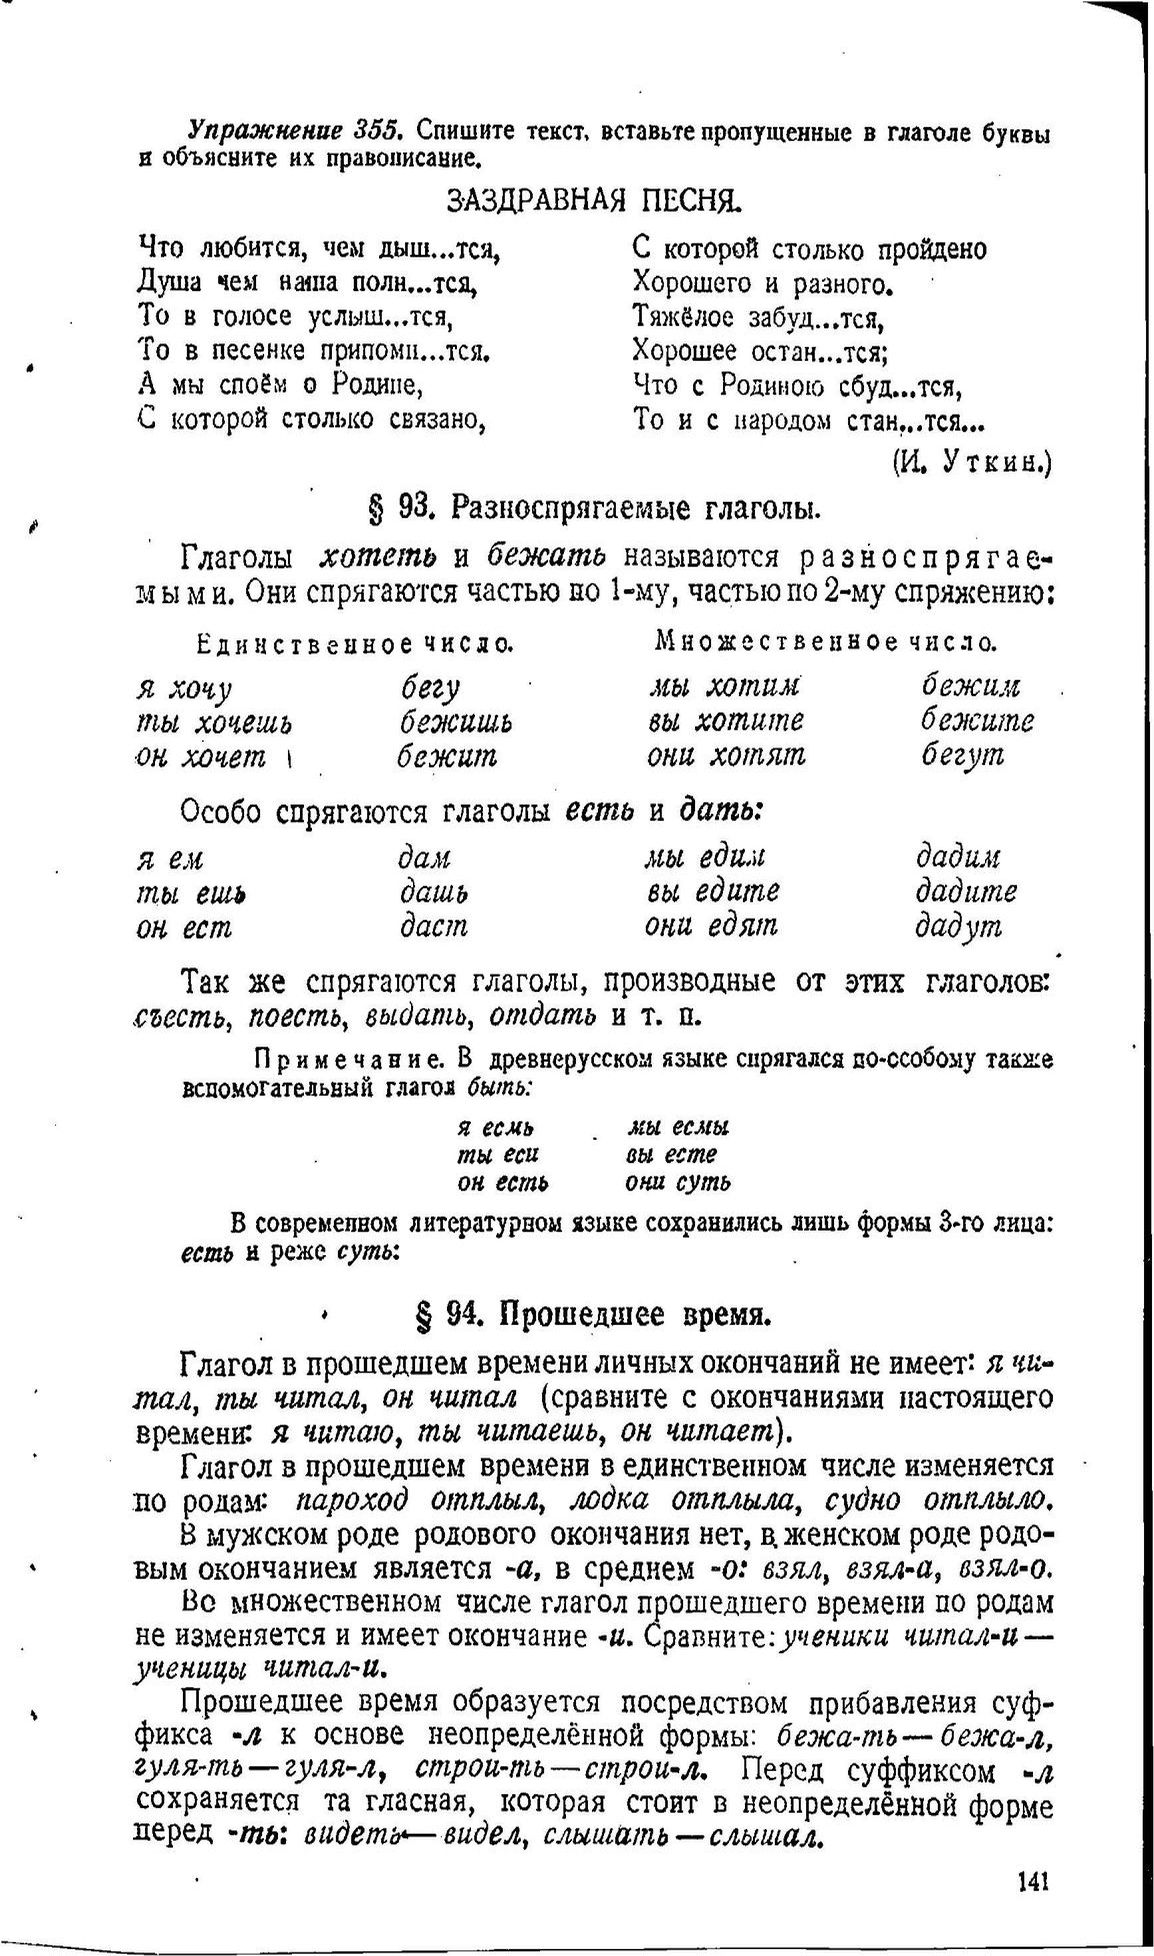 Упражнение 355. Спишите текст, вставьте пропущенные в глаголе буквы
и объясните их правописание.
ЗАЗДРАВНАЯ ПЕСНЯ.
Что любится, чем дыш...тся,
Душа чем наша полн...тся,
То в голосе услыш...тся,
То в песенке припомн...тся.
А мы споём о Родине,
С которой столько связано,
С которой столько пройдено
Хорошего и разного.
Тяжёлое забуд...тся,
Хорошее остан...тся;
Что с Родиною сбуд...тся,
То и с народом стан...тся...
(И. Уткин.)
§ 93. Разноспрягаемые глаголы.
Глаголы хотеть и бежать называются разноспрягае-
мыми. Они спрягаются частью по 1-му, частью по 2-му спряжению:
Единственное число. Множественное число.
я хочу бегу мы хотим бежим
ты хочешь бежишь вы хотите бежите
он хочет бежит они хотят бегут
Особо спрягаются глаголы есть и дать:
я ем дам мы едим дадим
ты ешь дашь вы едите дадите
он ест даст они едят дадут
Так же спрягаются глаголы, производные от этих глаголов:
съесть, поесть, выдать, отдать и т. п.
Примечание. В древнерусском языке спрягался по-особому также
вспомогательный глагол быть:
я есмь мы есмы
ты еси вы есте
он есть они суть
В современном литературном языке сохранились лишь формы 3-го лица:
есть и реже суть:
§ 94. Прошедшее время.
Глагол в прошедшем времени личных окончаний не имеет: я чи-
тал, ты читал, он читал (сравните с окончаниями настоящего
времени: я читаю, ты читаешь, он читает).
Глагол в прошедшем времени в единственном числе изменяется
по родам: пароход отплыл, лодка отплыла, судно отплыло.
В мужском роде родового окончания нет, в женском роде родо-
вым окончанием является -а, в среднем -о: взял, взял-а, взял-о.
Во множественном числе глагол прошедшего времени по родам
не изменяется и имеет окончание -и. Сравните: ученики читал-и —
ученицы читал-и.
Прошедшее время образуется посредством прибавления суф-
фикса -л к основе неопределённой формы: бежа-ть — бежа-л,
гуля-ть — гуля-л, строи-ть — строи-л. Перед суффиксом -л
сохраняется та гласная, которая стоит в неопределённой форме
перед -ть: видеть — видел, слышать — слышал.
141